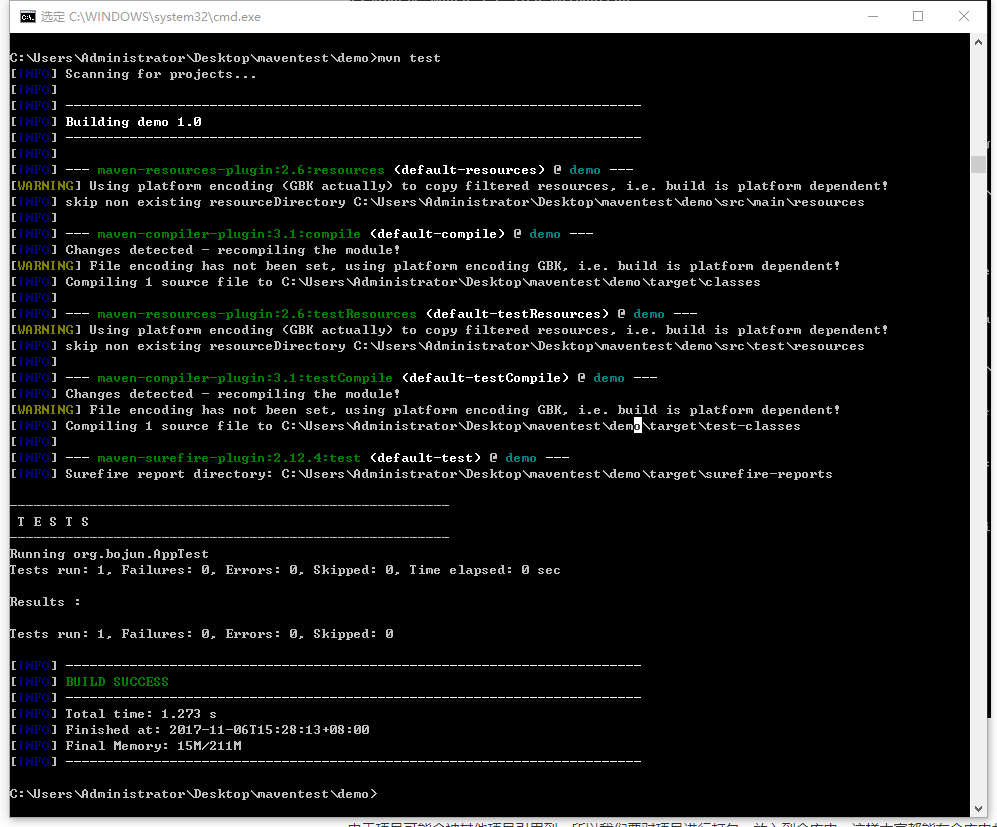 选定 C:\WINDOWS\system32\cmd.exe
C:\Users\Administrator\Desktop\maventest\demo>mvn test
[INFO] Scanning for projects...
[INFO]
[INFO] ------------------------------------------------------------------------
[INFO] Building demo 1.0
[INFO] ------------------------------------------------------------------------
[INFO]
[INFO] --- maven-resources-plugin:2.6:resources (default-resources) @ demo ---
[WARNING] Using platform encoding (GBK actually) to copy filtered resources, i.e. build is platform dependent!
[INFO] skip non existing resourceDirectory C:\Users\Administrator\Desktop\maventest\demo\src\main\resources
[INFO]
[INFO] --- maven-compiler-plugin:3.1:compile (default-compile) @ demo ---
[INFO] Changes detected - recompiling the module!
[WARNING] File encoding has not been set, using platform encoding GBK, i.e. build is platform dependent!
[INFO] Compiling 1 source file to C:\Users\Administrator\Desktop\maventest\demo\target\classes
[INFO]
[INFO] --- maven-resources-plugin:2.6:testResources (default-testResources) @ demo ---
[WARNING] Using platform encoding (GBK actually) to copy filtered resources, i.e. build is platform dependent!
[INFO] skip non existing resourceDirectory C:\Users\Administrator\Desktop\maventest\demo\src\test\resources
[INFO]
[INFO] --- maven-compiler-plugin:3.1:testCompile (default-testCompile) @ demo ---
[INFO] Changes detected - recompiling the module!
[WARNING] File encoding has not been set, using platform encoding GBK, i.e. build is platform dependent!
[INFO] Compiling 1 source file to C:\Users\Administrator\Desktop\maventest\demo\target\test-classes
[INFO]
[INFO] --- maven-surefire-plugin:2.12.4:test (default-test) @ demo ---
[INFO] Surefire report directory: C:\Users\Administrator\Desktop\maventest\demo\target\surefire-reports
-------------------------------------------------------
T E S T S
-------------------------------------------------------
Running org.bojun.AppTest
Tests run: 1, Failures: 0, Errors: 0, Skipped: 0, Time elapsed: 0 sec
Results :
Tests run: 1, Failures: 0, Errors: 0, Skipped: 0
[INFO] ------------------------------------------------------------------------
[INFO] BUILD SUCCESS
[INFO] ------------------------------------------------------------------------
[INFO] Total time: 1.273 s
[INFO] Finished at: 2017-11-06T15:28:13+08:00
[INFO] Final Memory: 15M/211M
[INFO] ------------------------------------------------------------------------
C:\Users\Administrator\Desktop\maventest\demo>